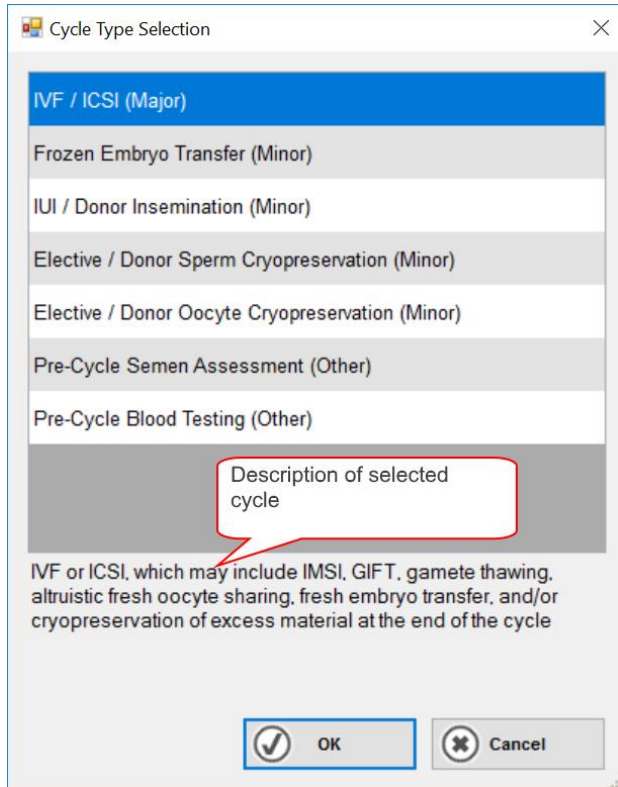 Cycle Type Selection
IVF / ICSI (Major)
Frozen Embryo Transfer (Minor)
IUI / Donor Insemination (Minor)
Elective / Donor Sperm Cryopreservation (Minor)
Elective / Donor Oocyte Cryopreservation (Minor)
Pre-Cycle Semen Assessment (Other)
Pre-Cycle Blood Testing (Other)
Description of selected
cycle
IVF or ICSI, which may include IMSI, GIFT, gamete thawing,
altruistic fresh oocyte sharing, fresh embryo transfer, and/or
cryopreservation of excess material at the end of the cycle
OK
Cancel